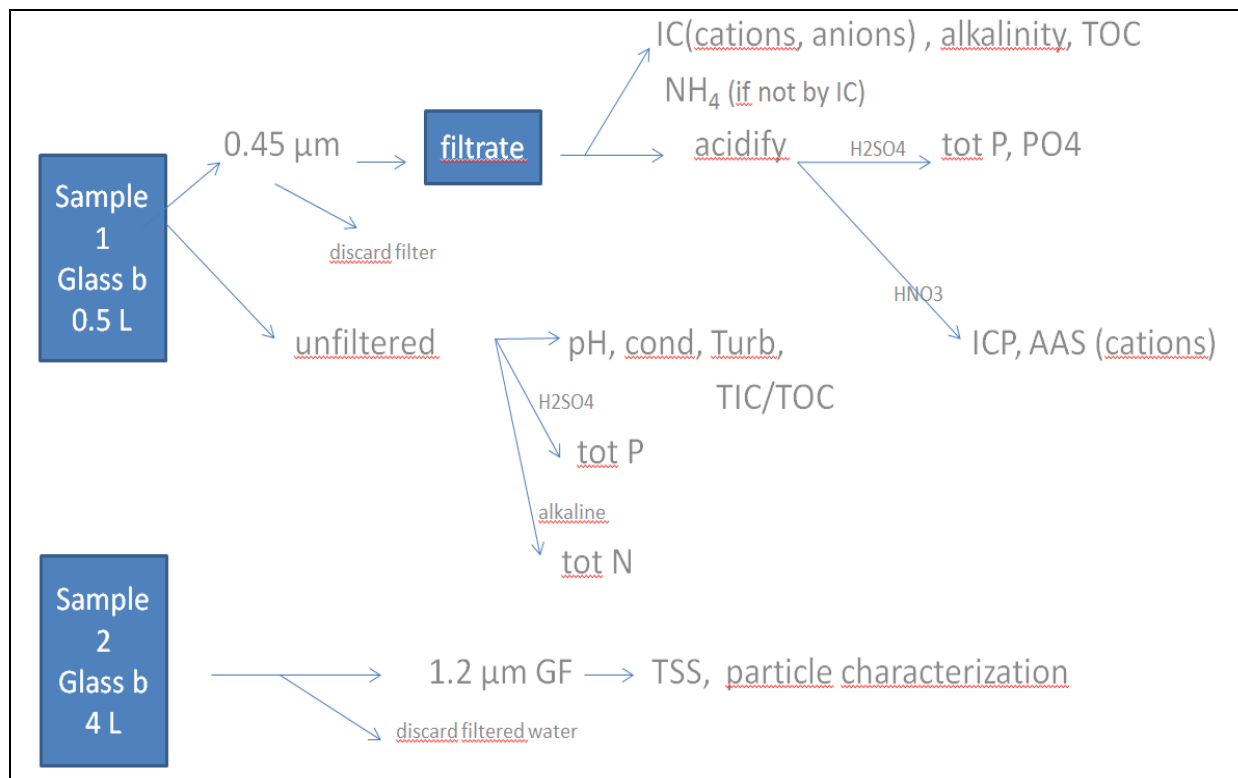 IC(cations, anions) , alkalinity, TOC
NH₄ (if not by IC)
0.45 µm
filtrate
acidify
H2SO4
tot P, PO4
Sample
1
Glass b
0.5 L
discard filter
HNO3
unfiltered
pH, cond, Turb,
TIC/TOC
ICP, AAS (cations)
H2SO4
tot P
alkaline
tot N
Sample
2
Glass b
4 L
1.2 µm GF
TSS, particle characterization
discard filtered water